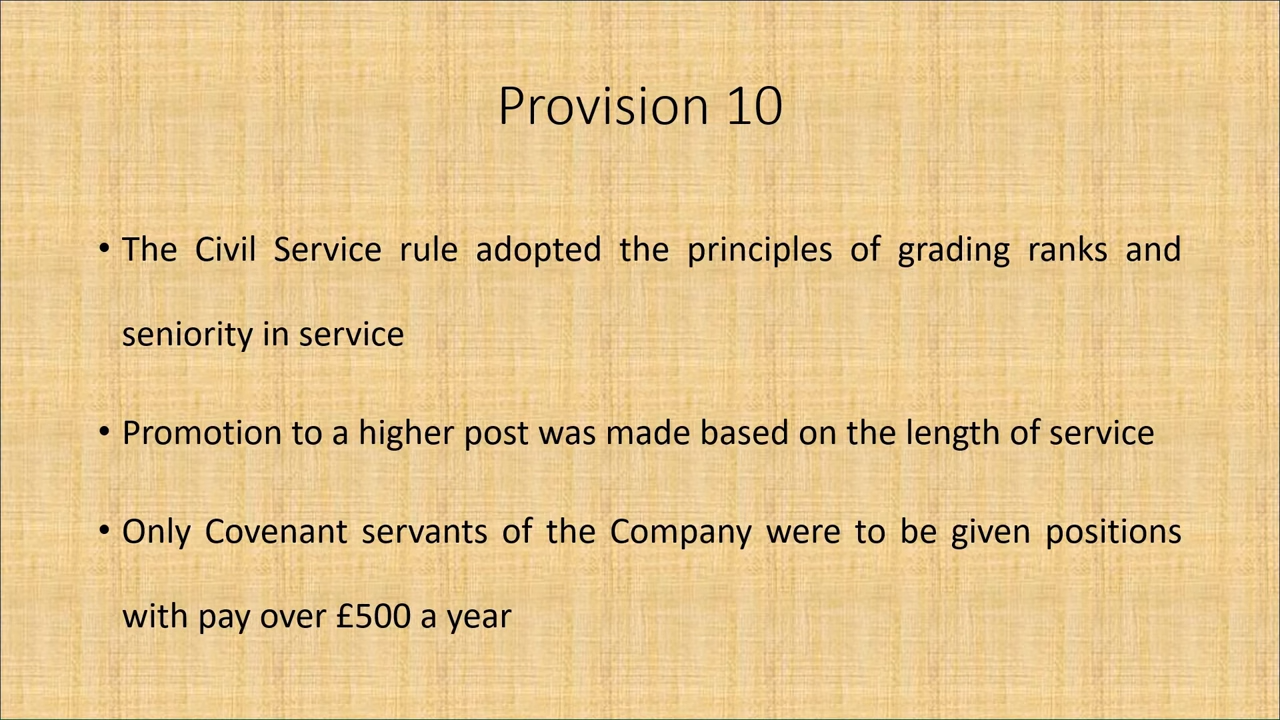 Provision 10
• The Civil Service rule adopted the principles of grading ranks and
seniority in service
• Promotion to a higher post was made based on the length of service
• Only Covenant servants of the Company were to be given positions
with pay over £500 a year